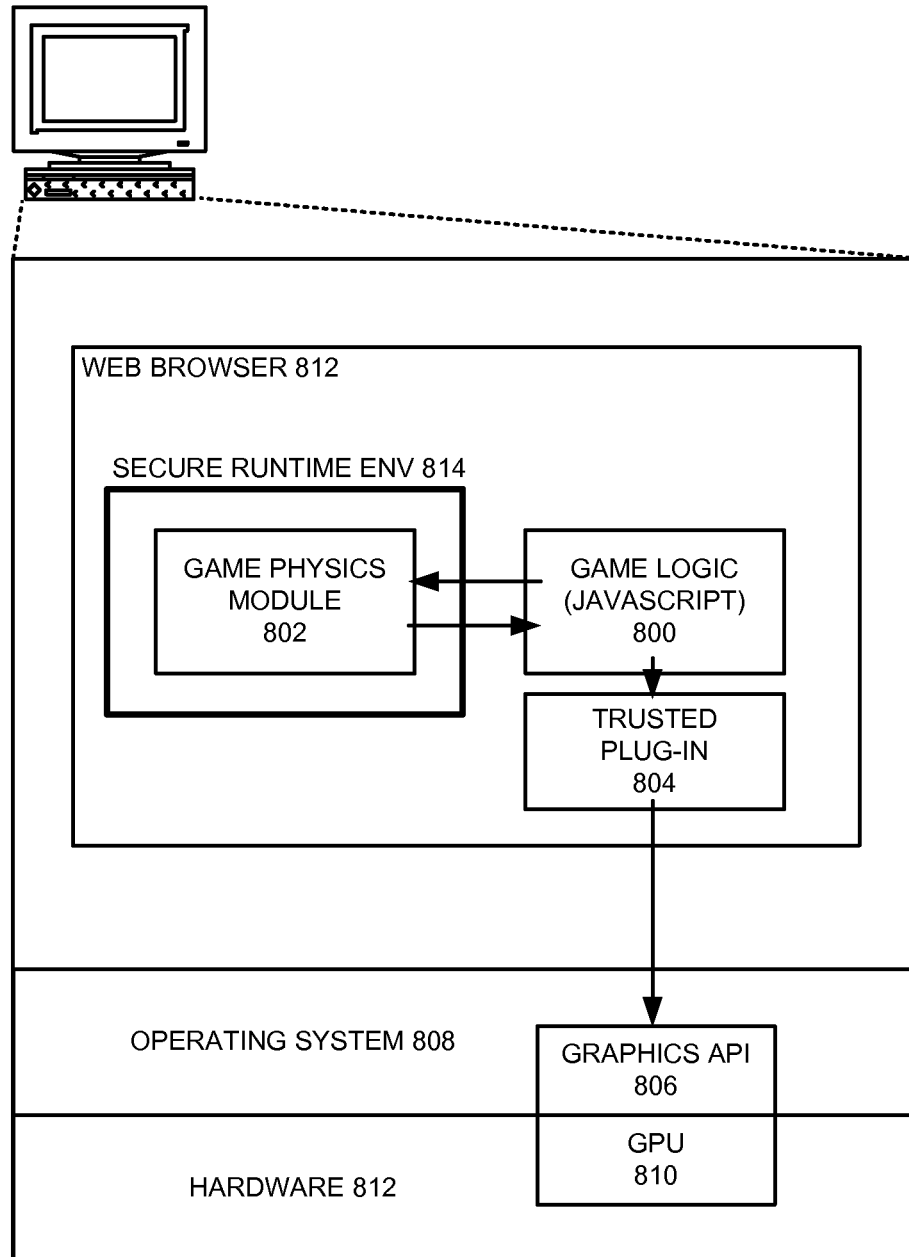 WEB BROWSER 812
SECURE RUNTIME ENV 814
GAME PHYSICS
MODULE
802
GAME LOGIC
(JAVASCRIPT)
800
TRUSTED
PLUG-IN
804
OPERATING SYSTEM 808
GRAPHICS API
806
GPU
810
HARDWARE 812